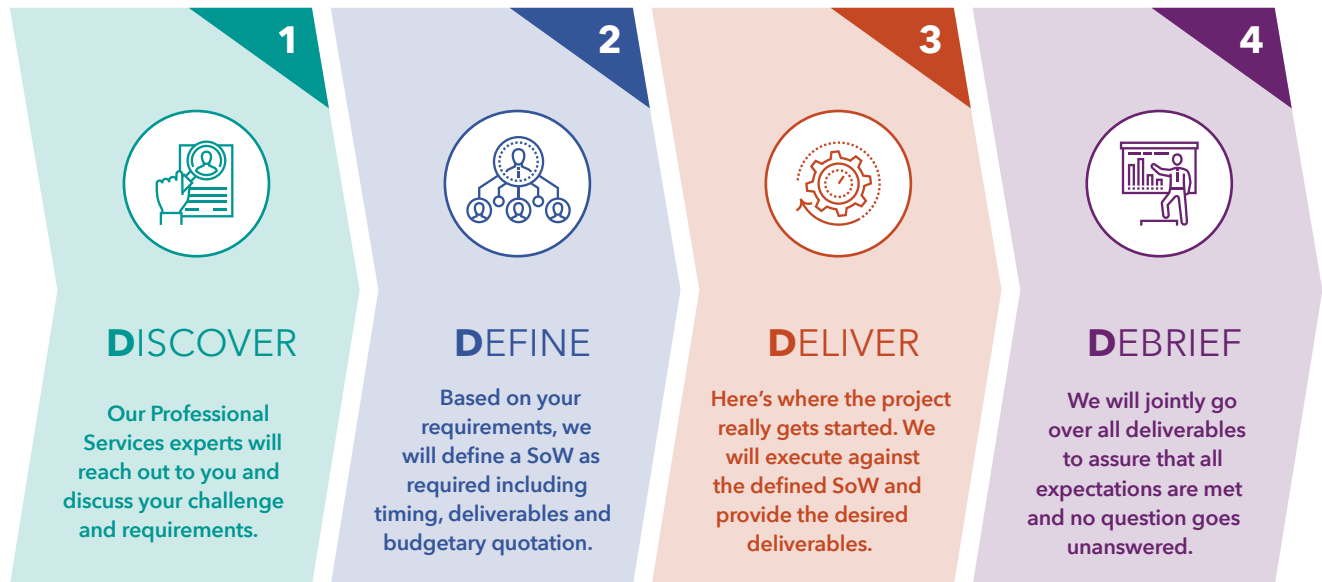 1
DISCOVER
Our Professional
Services experts will
reach out to you and
discuss your challenge
and requirements.
2
DEFINE
Based on your
requirements, we
will define a SoW as
required including
timing, deliverables and
budgetary quotation.
3
DELIVER
Here’s where the project
really gets started. We
will execute against
the defined SoW and
provide the desired
deliverables.
4
DEBRIEF
We will jointly go
over all deliverables
to assure that all
expectations are met
and no question goes
unanswered.